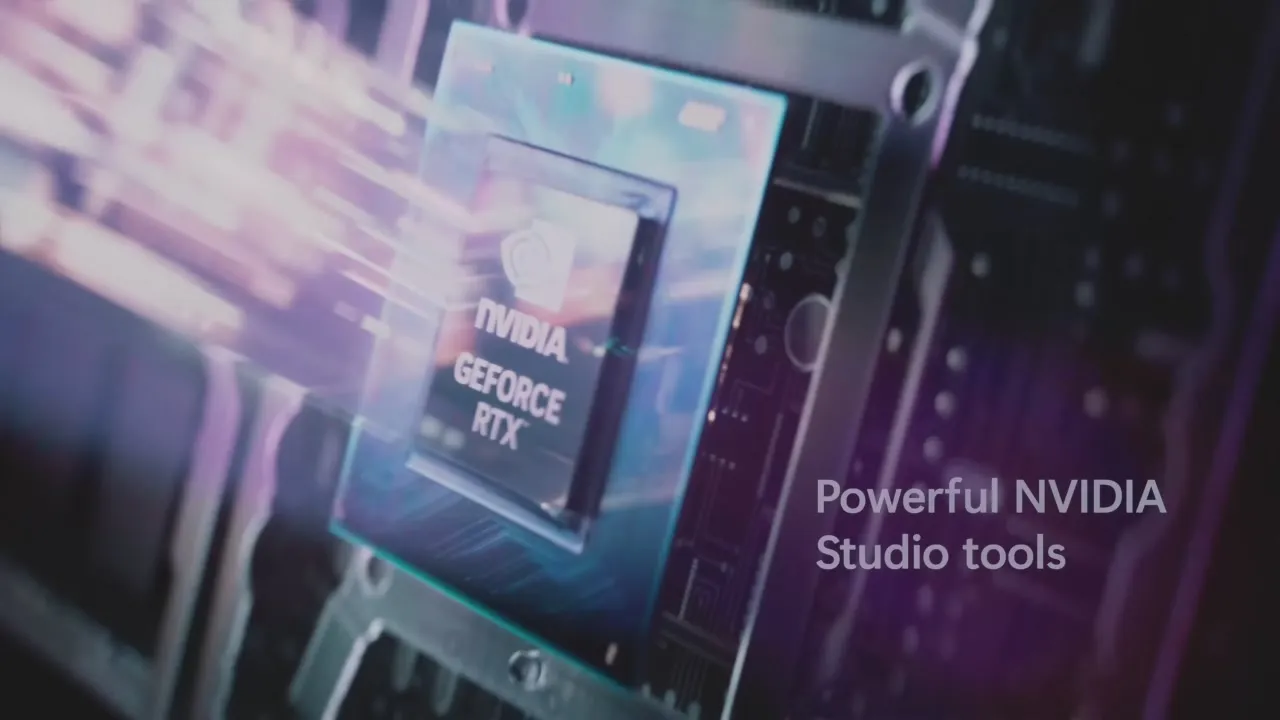 NVIDIA
GEFORCE
RTX
Powerful NVIDIA
Studio tools